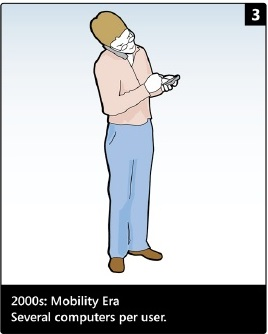 3
2000s: Mobility Era
Several computers per user.